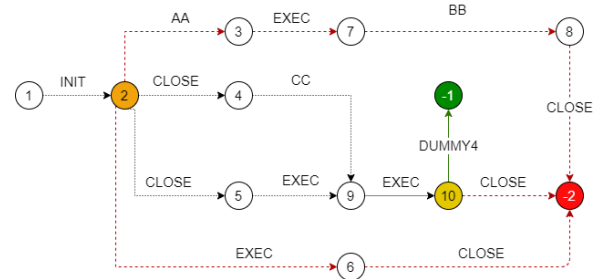 AA
3
EXEC
7
BB
8
1
INIT
2
CLOSE
4
CC
-1
CLOSE
DUMMY4
CLOSE
5
EXEC
9
EXEC
10
CLOSE
-2
EXEC
6
CLOSE